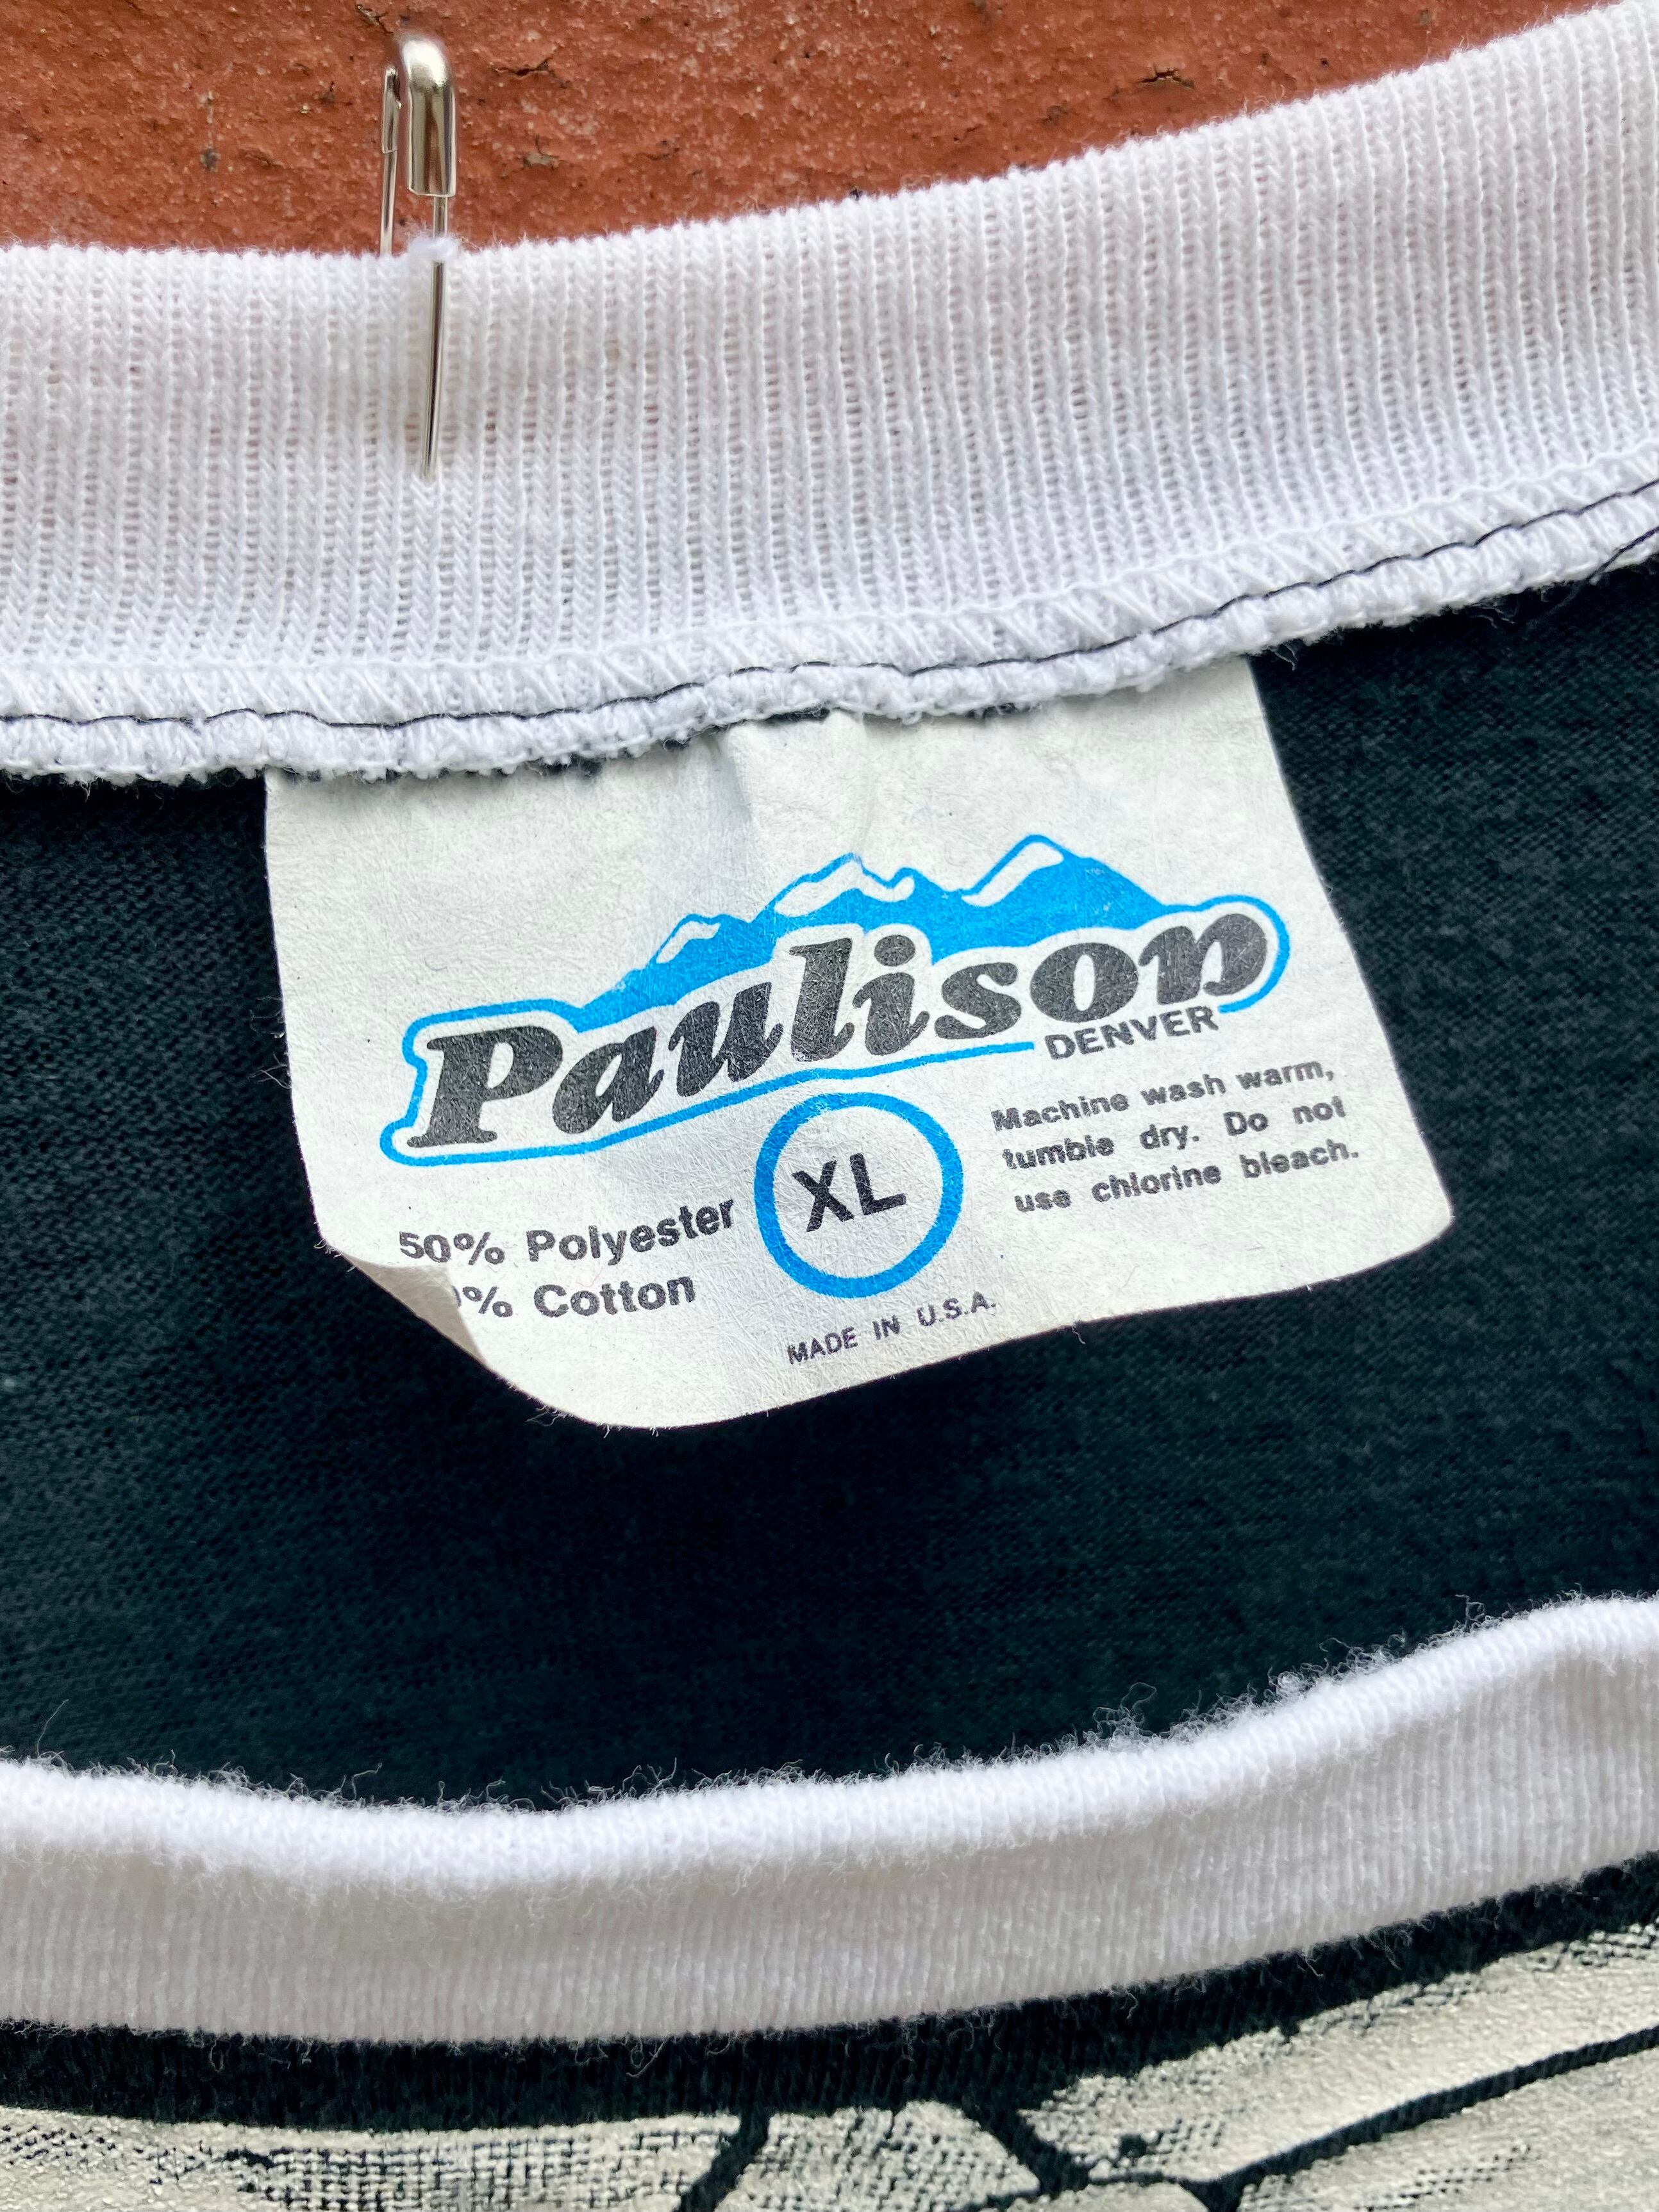 Paulison
DENVER
Machine wash warm,
tumble dry. Do not
use chlorine bleach.
XL
50% Polyester
% Cotton
MADE IN U.S.A.